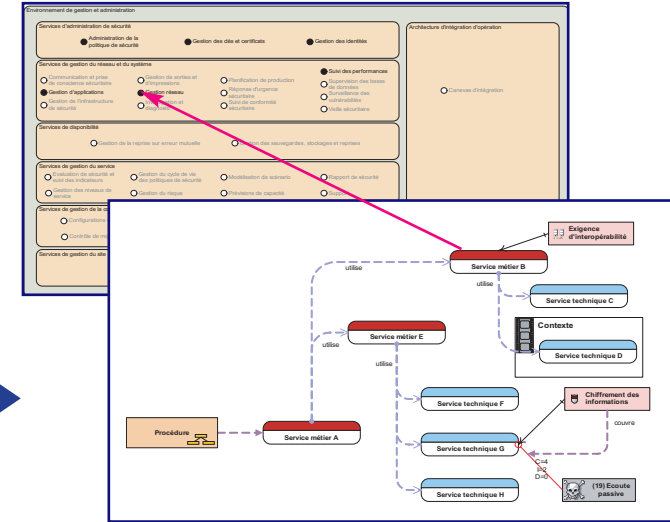 Environnement de gestion et administration
Services d'administration de sécurité
Administration de la
politique de sécurité
Gestion des clés et certificats
Gestion des identités
Architecture d'intégration d'opération
Canevas d'intégration
Services de gestion du réseau et du système
Communication et prise
de conscience sécuritaire
Gestion de sorties et
d'impressions
Planification de production
Suivi des performances
Gestion d'applications
Gestion réseau
Réponse d'urgence
sécuritaire
Supervision des bases
de données
Gestion de l'infrastructure
de sécurité
diagnostic
Suivi de conformité
sécuritaire
Surveillance des
vulnérabilités
Veille sécuritaire
Services de disponibilité
Gestion de la reprise sur erreur mutuelle
Gestion des sauvegardes, stockages et reprises
Services de gestion du service
Evaluation de sécurité et
suivi des indicateurs
Gestion du cycle de vie
des politiques de sécurité
Modélisation de scénario
Rapport de sécurité
Gestion des niveaux de
service
Gestion du risque
Prévisions de capacité
Services de gestion de la
Services de gestion du site
Exigence
d'interopérabilité
utilise
Service métier B
utilise
Service technique C
Contexte
Service technique D
Service métier E
utilise
utilise
Service technique F
Chiffrement des
informations
couvre
Procédure
Service métier A
Service technique G
C=4
I=2
D=0
(19) Ecoute
passive
Service technique H